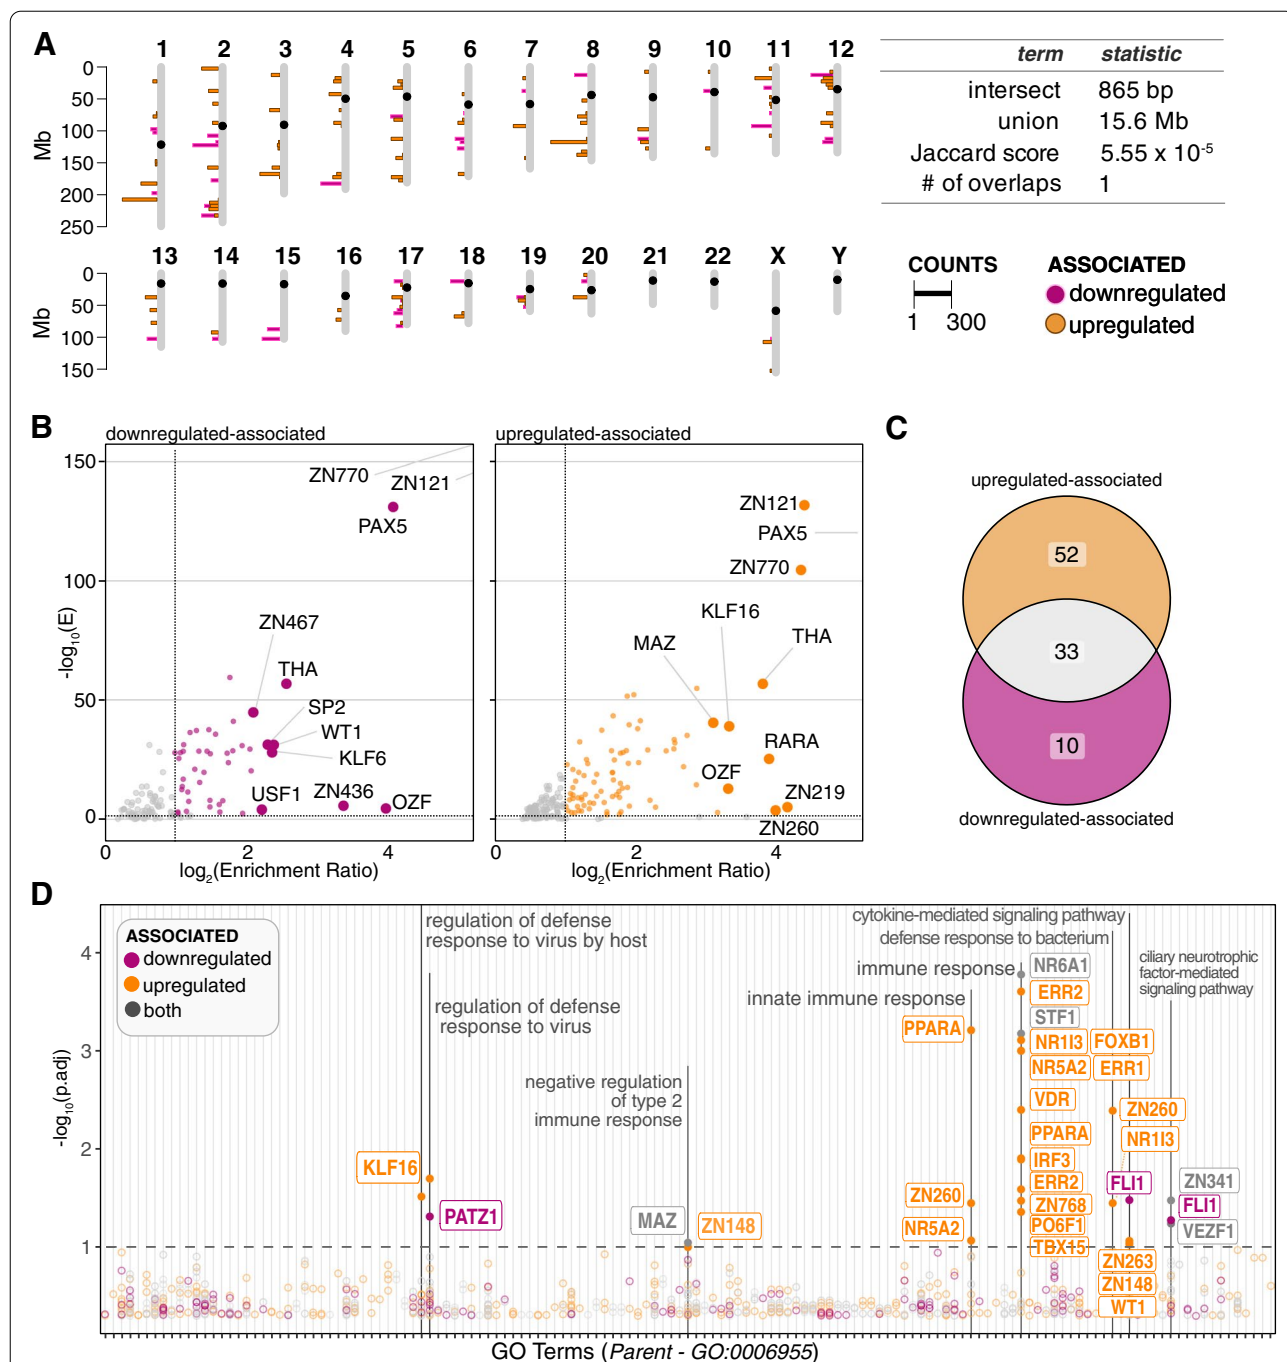 A
1 2 3 4 5 6 7 8 9 10 11 12
0
50
100
150
200
250
Mb
term statistic
intersect 865 bp
union 15.6 Mb
Jaccard score 5.55 x 10⁻⁵
# of overlaps 1
13 14 15 16 17 18 19 20 21 22 X Y
0
50
100
150
Mb
COUNTS
1 300
ASSOCIATED
downregulated
upregulated
B
downregulated-associated
150
100
50
0
-log₁₀(E)
ZN770
ZN121
PAX5
ZN467
THA
SP2
WT1
KLF6
USF1
ZN436
OZF
0 2 4
log₂(Enrichment Ratio)
upregulated-associated
ZN121
PAX5
ZN770
KLF16
MAZ
THA
RARA
OZF
ZN219
ZN260
0 2 4
log₂(Enrichment Ratio)
C
upregulated-associated
52
33
10
downregulated-associated
D
ASSOCIATED
downregulated
upregulated
both
4
3
2
1
-log₁₀(p.adj)
regulation of defense
response to virus by host
regulation of defense
response to virus
negative regulation
of type 2
immune response
innate immune response
immune response
defense response to bacterium
cytokine-mediated signaling pathway
ciliary neurotrophic
factor-mediated
signaling pathway
KLF16
PATZ1
MAZ
ZN148
PPARA
ZN260
NR5A2
NR6A1
ERR2
STF1
NR1I3
NR5A2
VDR
PPARA
IRF3
ERR2
ZN768
PO6F1
TBX15
FOXB1
ERR1
ZN260
NR1I3
FLI1
ZN263
ZN148
WT1
ZN341
FLI1
VEZF1
GO Terms (Parent - GO:0006955)